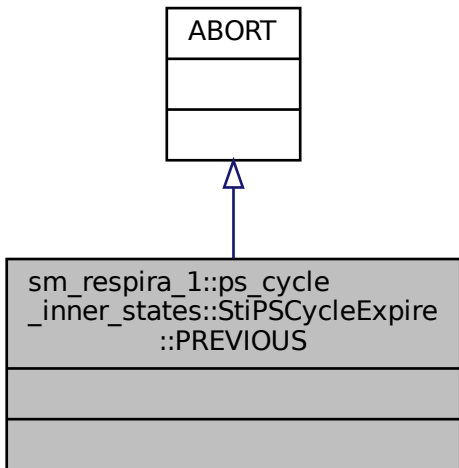 ABORT
sm_respira_1::ps_cycle
_inner_states::StiPSCycleExpire
::PREVIOUS